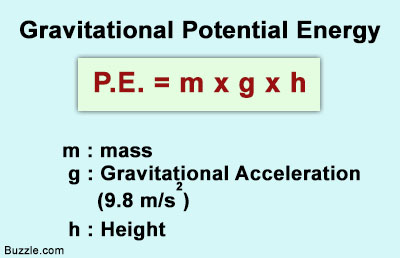 Gravitational Potential Energy
P.E. = m x g x h
m : mass
g : Gravitational Acceleration
(9.8 m/s²)
h : Height
Buzzle.com